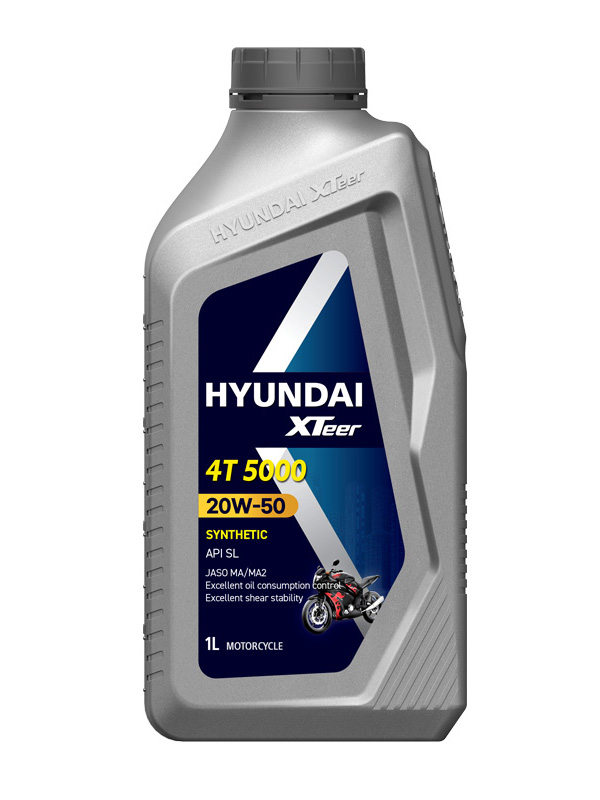 HYUNDAI XTeer
HYUNDAI
XTeer
4T 5000
20W-50
SYNTHETIC
API SL
JASO MA/MA2
Excellent oil consumption control
Excellent shear stability
1L MOTORCYCLE